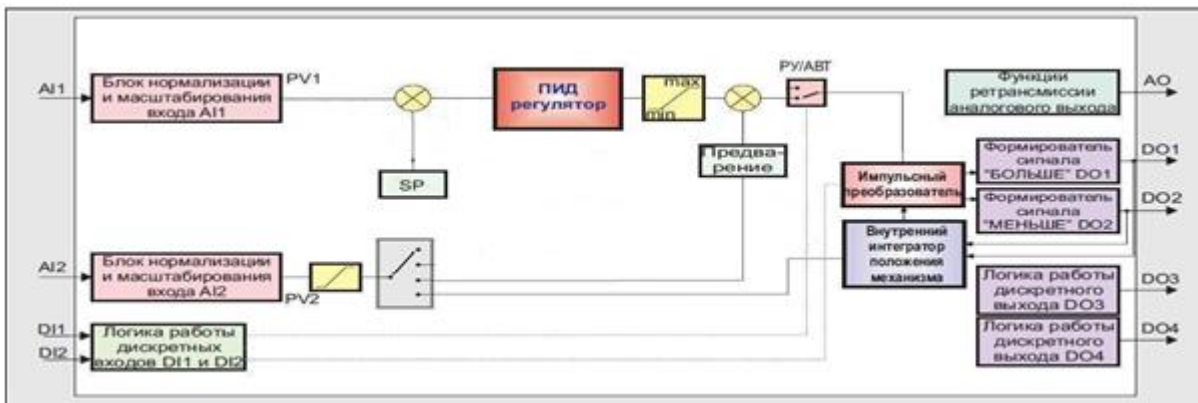 AI1
Блок нормализации
и масштабирования
входа AI1
PV1
SP
ПИД
регулятор
max
min
РУ/АВТ
Предва-
рение
Функции
ретрансмиссии
аналогового выхода
AO
Импульсный
преобразователь
Формирователь
сигнала
"БОЛЬШЕ" DO1
DO1
Формирователь
сигнала
"МЕНЬШЕ" DO2
DO2
Внутренний
интегратор
положения
механизма
AI2
Блок нормализации
и масштабирования
входа AI2
PV2
DI1
DI2
Логика работы
дискретных
входов DI1 и DI2
Логика работы
дискретного
выхода DO3
DO3
Логика работы
дискретного
выхода DO4
DO4